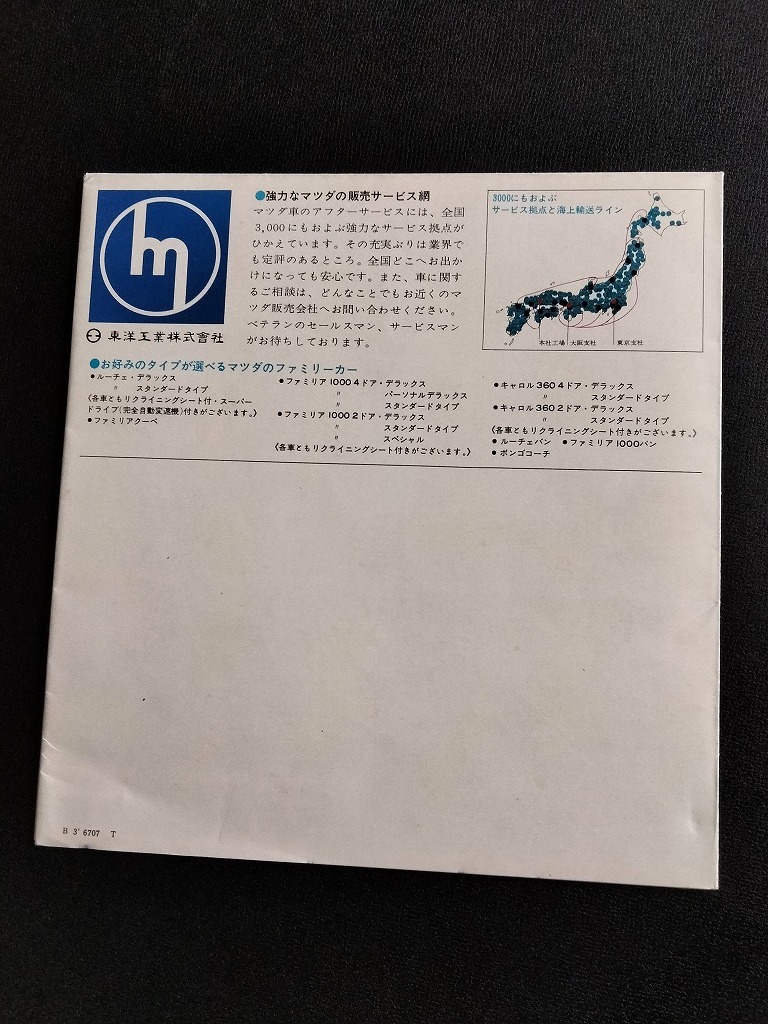 m
東洋工業株式會社
●強力なマツダの販売サービス網
マツダ車のアフターサービスには、全国
3,000にもおよぶ強力なサービス拠点が
ひかえています。その充実ぶりは業界で
も定評のあるところ。全国どこへお出か
けになっても安心です。また、車に関す
るご相談は、どんなことでもお近くのマ
ツダ販売会社へお問い合わせください。
ベテランのセールスマン、サービスマン
がお待ちしております。
3000にもおよぶ
サービス拠点と海上輸送ライン
本社工場 大阪支社 東京支社
●お好みのタイプが選べるマツダのファミリーカー
●ルーチェ・デラックス
〃 スタンダードタイプ
《各車ともリクライニングシート付・スーパー
ドライブ(完全自動変速機)付きがございます。》
●ファミリアクーペ
●ファミリア1000 4ドア・デラックス
〃 パーソナルデラックス
〃 スタンダードタイプ
●ファミリア1000 2ドア・デラックス
〃 スタンダードタイプ
〃 スペシャル
《各車ともリクライニングシート付きがございます。》
●キャロル360 4ドア・デラックス
〃 スタンダードタイプ
●キャロル360 2ドア・デラックス
〃 スタンダードタイプ
《各車ともリクライニングシート付きがございます。》
●ルーチェバン ●ファミリア1000バン
●ボンゴコーチ
B 3' 6707 T